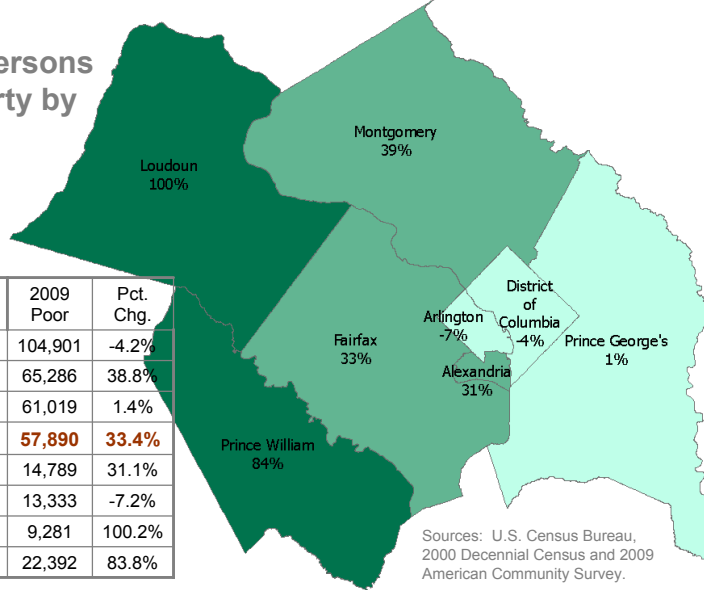 ersons
rty by
Montgomery
39%
Loudoun
100%
2009 Poor Pct. Chg.
104,901 -4.2%
65,286 38.8%
61,019 1.4%
57,890 33.4%
14,789 31.1%
13,333 -7.2%
9,281 100.2%
22,392 83.8%
District
of
Columbia
-4%
Arlington
-7%
Prince George's
1%
Fairfax
33%
Alexandria
31%
Prince William
84%
Sources: U.S. Census Bureau,
2000 Decennial Census and 2009
American Community Survey.